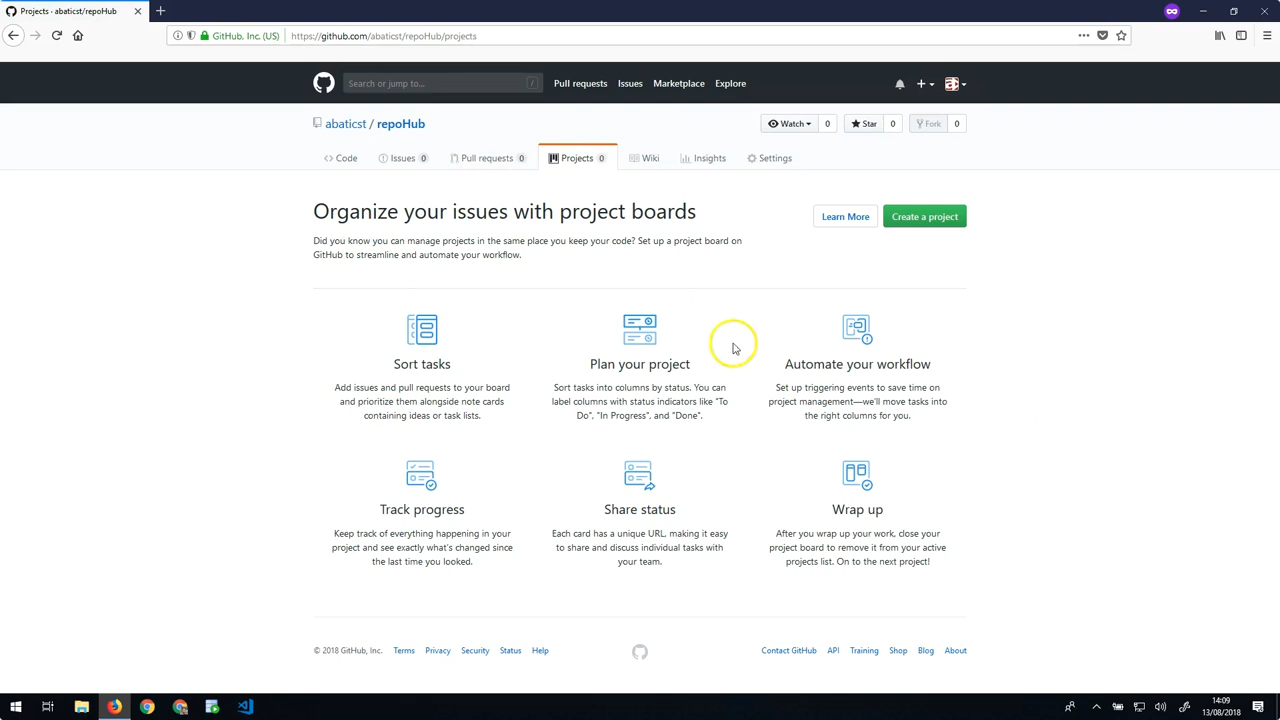 Projects · abaticst/repoHub
GitHub, Inc. (US)
https://github.com/abaticst/repoHub/projects
Search or jump to...
/
Pull requests
Issues
Marketplace
Explore
abaticst / repoHub
Watch 0
Star 0
Fork 0
Code
Issues 0
Pull requests 0
Projects 0
Wiki
Insights
Settings
Organize your issues with project boards
Learn More
Create a project
Did you know you can manage projects in the same place you keep your code? Set up a project board on
GitHub to streamline and automate your workflow.
Sort tasks
Add issues and pull requests to your board
and prioritize them alongside note cards
containing ideas or task lists.
Plan your project
Sort tasks into columns by status. You can
label columns with status indicators like "To
Do", "In Progress", and "Done".
Automate your workflow
Set up triggering events to save time on
project management—we'll move tasks into
the right columns for you.
Track progress
Keep track of everything happening in your
project and see exactly what's changed since
the last time you looked.
Share status
Each card has a unique URL, making it easy
to share and discuss individual tasks with
your team.
Wrap up
After you wrap up your work, close your
project board to remove it from your active
projects list. On to the next project!
© 2018 GitHub, Inc.
Terms
Privacy
Security
Status
Help
Contact GitHub
API
Training
Shop
Blog
About
14:09
13/08/2018